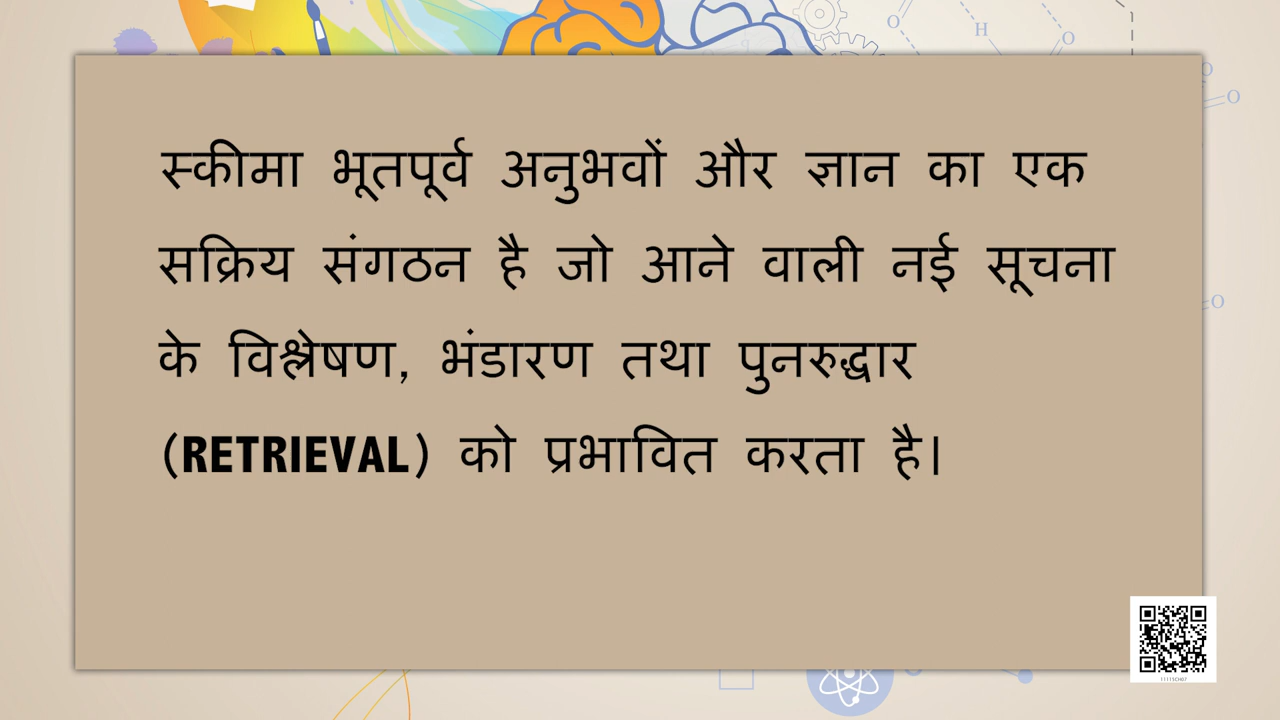 स्कीमा भूतपूर्व अनुभवों और ज्ञान का एक
सक्रिय संगठन है जो आने वाली नई सूचना
के विश्लेषण, भंडारण तथा पुनरुद्धार
(RETRIEVAL) को प्रभावित करता है।
O
H
O
O
O
O